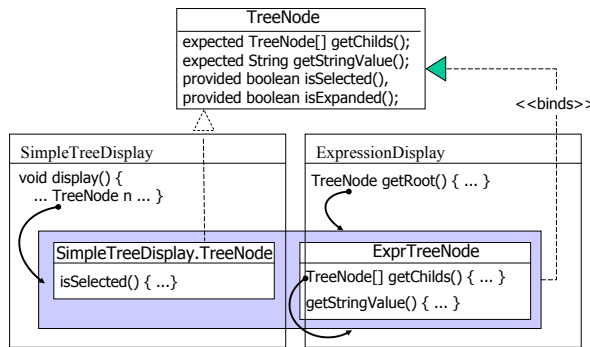 TreeNode
expected TreeNode[] getChilds();
expected String getStringValue();
provided boolean isSelected(),
provided boolean isExpanded();
<<binds>>
SimpleTreeDisplay
void display() {
... TreeNode n ... }
ExpressionDisplay
TreeNode getRoot() { ... }
SimpleTreeDisplay.TreeNode
isSelected() { ...}
ExprTreeNode
TreeNode[] getChilds() { ... }
getStringValue() { ... }